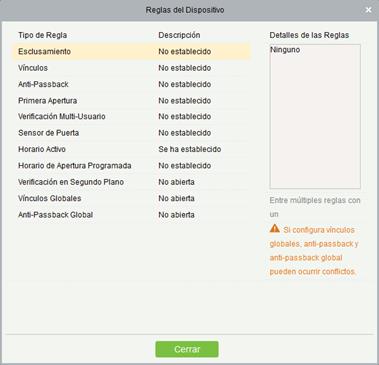 Reglas del Dispositivo
Tipo de Regla Descripción
Esclusamiento No establecido
Vínculos No establecido
Anti-Passback No establecido
Primera Apertura No establecido
Verificación Multi-Usuario No establecido
Sensor de Puerta No establecido
Horario Activo Se ha establecido
Horario de Apertura Programada No establecido
Verificación en Segundo Plano No abierta
Vínculos Globales No abierta
Anti-Passback Global No abierta
Detalles de las Reglas
Ninguno
Entre múltiples reglas con
un
Si configura vínculos
globales, anti-passback y
anti-passback global
pueden ocurrir conflictos.
Cerrar